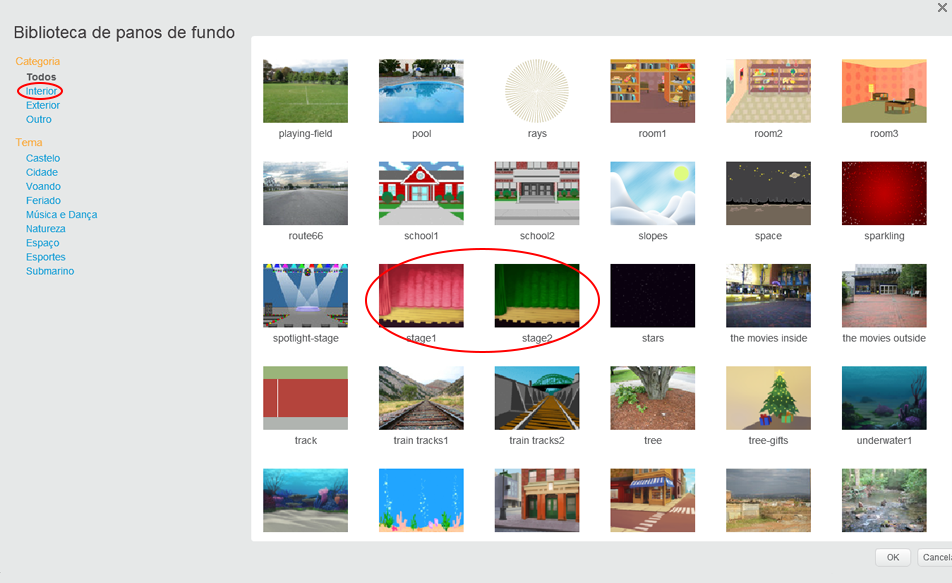 Biblioteca de panos de fundo
Categoria
Todos
Interior
Exterior
Outro
Tema
Castelo
Cidade
Voando
Feriado
Música e Dança
Natureza
Espaço
Esportes
Submarino
playing-field pool rays room1 room2 room3
route66 school1 school2 slopes space sparkling
spotlight-stage stage1 stage2 stars the movies inside the movies outside
track train tracks1 train tracks2 tree tree-gifts underwater1
OK Cancela